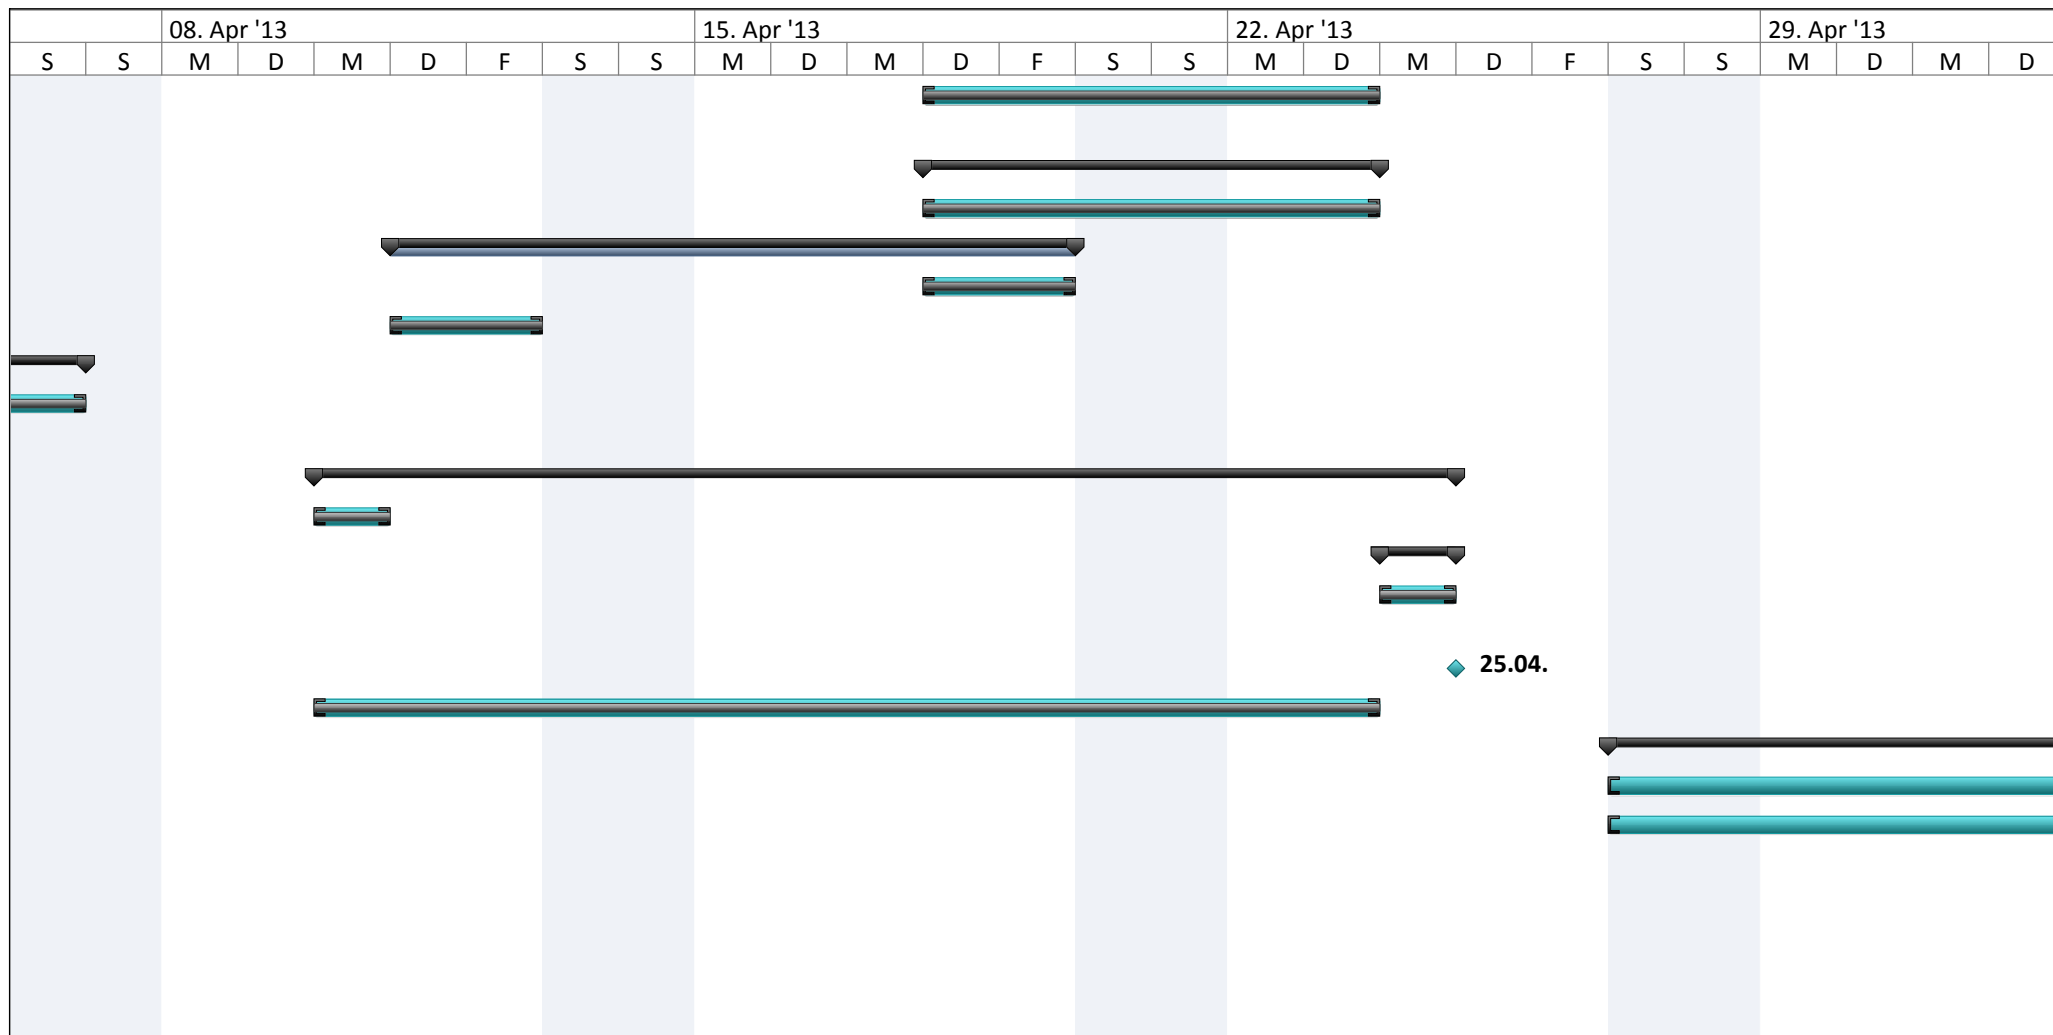 08. Apr '13 15. Apr '13 22. Apr '13 29. Apr '13
S S M D M D F S S M D M D F S S M D M D F S S M D M D
25.04.